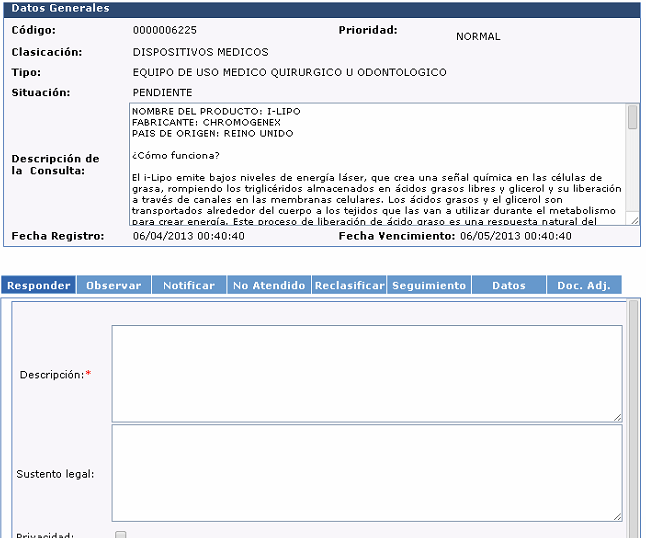 Datos Generales
Código: 0000006225 Prioridad: NORMAL
Clasicación: DISPOSITIVOS MEDICOS
Tipo: EQUIPO DE USO MEDICO QUIRURGICO U ODONTOLOGICO
Situación: PENDIENTE
Descripción de la Consulta:
NOMBRE DEL PRODUCTO: I-LIPO
FABRICANTE: CHROMOGENEX
PAIS DE ORIGEN: REINO UNIDO
¿Cómo funciona?
El i-Lipo emite bajos niveles de energía láser, que crea una señal química en las células de
grasa, rompiendo los triglicéridos almacenados en ácidos grasos libres y glicerol y su liberación
a través de canales en las membranas celulares. Los ácidos grasos y el glicerol son
transportados alrededor del cuerpo a los tejidos que las van a utilizar durante el metabolismo
para crear energía. Este proceso de liberación de ácido graso es una respuesta natural del
Fecha Registro: 06/04/2013 00:40:40 Fecha Vencimiento: 06/05/2013 00:40:40
Responder Observar Notificar No Atendido Reclasificar Seguimiento Datos Doc. Adj.
Descripción:*
Sustento legal:
Privacidad: